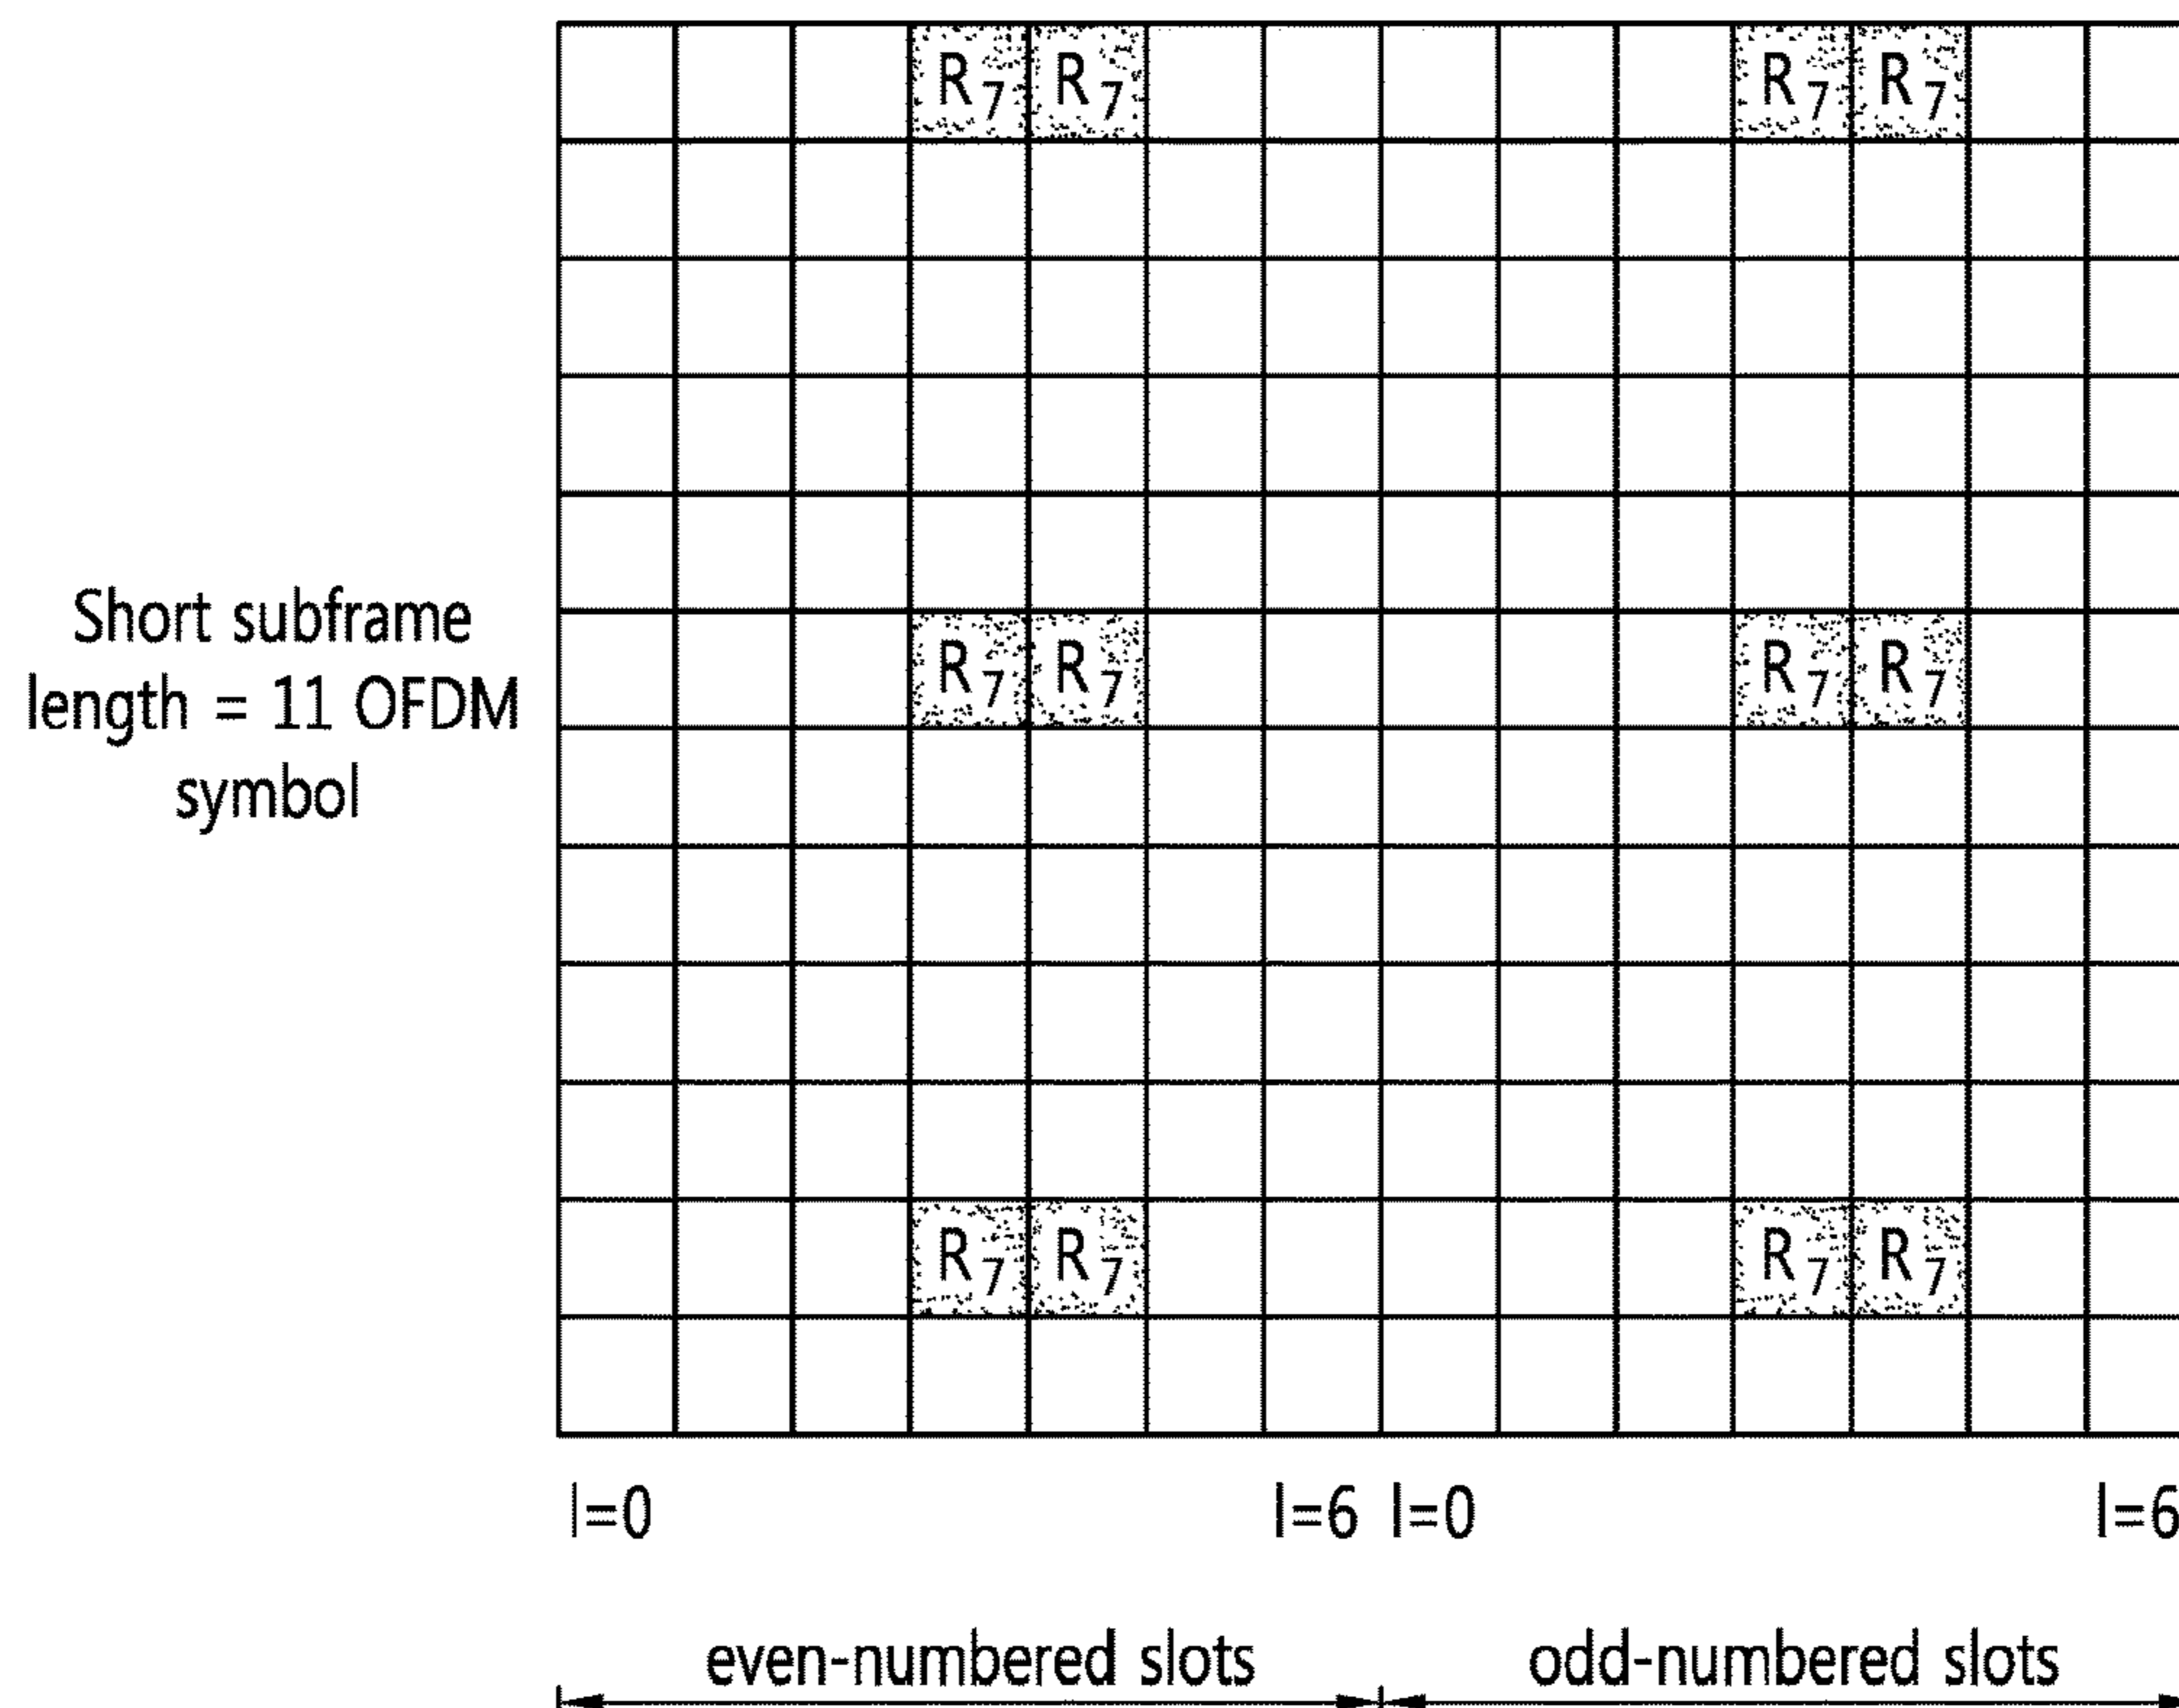 R7 R7 R7 R7
Short subframe
length = 11 OFDM
symbol
R7 R7 R7 R7
R7 R7 R7 R7
l=0 l=6 l=0 l=6
even-numbered slots odd-numbered slots